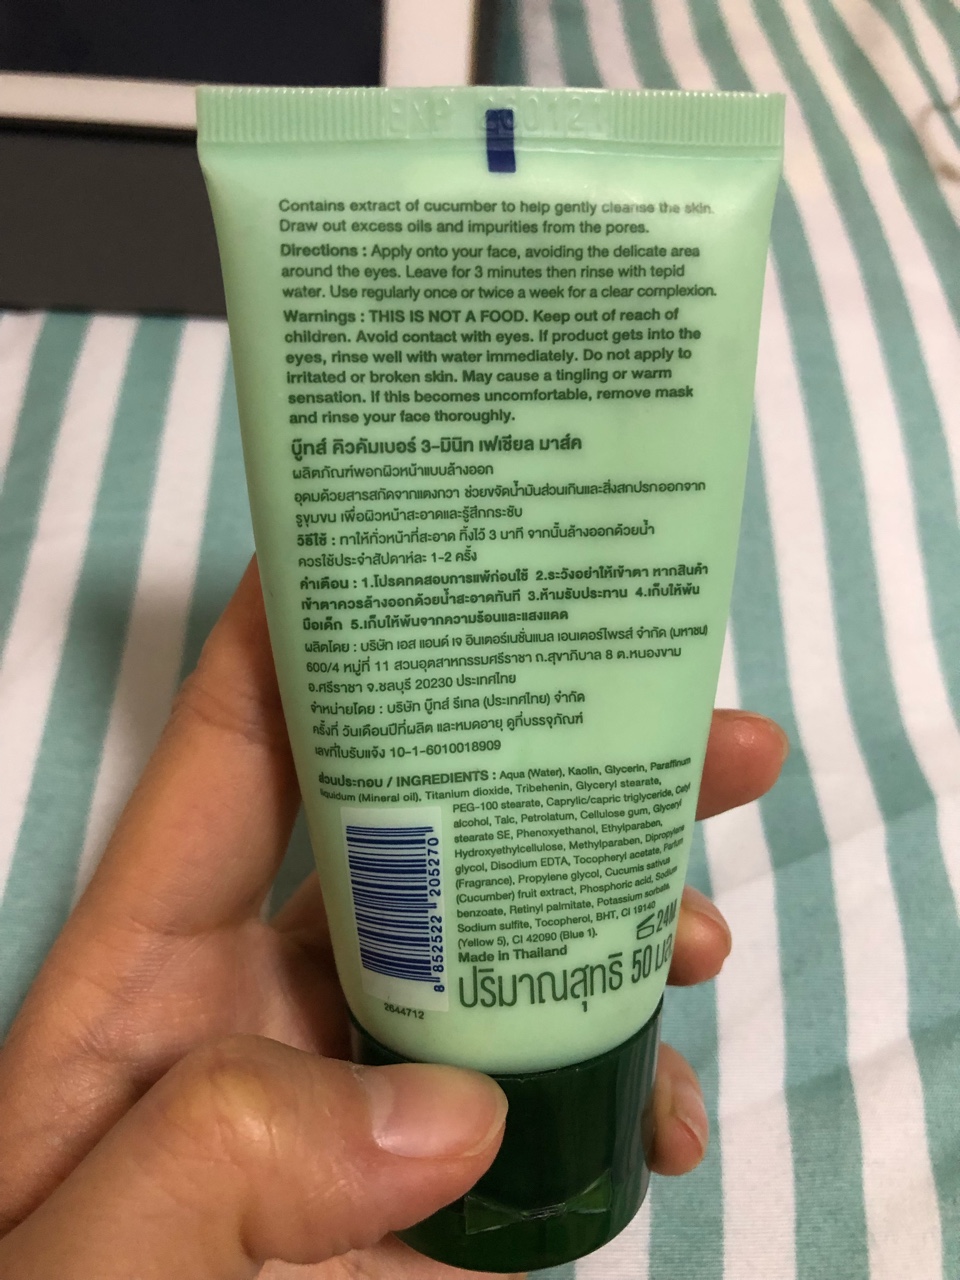 EXP
Contains extract of cucumber to help gently cleanse the skin.
Draw out excess oils and impurities from the pores.
Directions : Apply onto your face, avoiding the delicate area
around the eyes. Leave for 3 minutes then rinse with tepid
water. Use regularly once or twice a week for a clear complexion.
Warnings : THIS IS NOT A FOOD. Keep out of reach of
children. Avoid contact with eyes. If product gets into the
eyes, rinse well with water immediately. Do not apply to
irritated or broken skin. May cause a tingling or warm
sensation. If this becomes uncomfortable, remove mask
and rinse your face thoroughly.
บู๊ทส์ คิวคัมเบอร์ 3-มินิท เฟเชียล มาส์ค
ผลิตภัณฑ์พอกผิวหน้าแบบล้างออก
อุดมด้วยสารสกัดจากแตงกวา ช่วยขจัดน้ำมันส่วนเกินและสิ่งสกปรกออกจาก
รูขุมขน เพื่อผิวหน้าสะอาดและรู้สึกกระชับ
วิธีใช้ : ทาให้ทั่วหน้าที่สะอาด ทิ้งไว้ 3 นาที จากนั้นล้างออกด้วยน้ำ
ควรใช้ประจำสัปดาห์ละ 1-2 ครั้ง
คำเตือน : 1.โปรดทดสอบการแพ้ก่อนใช้ 2.ระวังอย่าให้เข้าตา หากสินค้า
เข้าตาควรล้างออกด้วยน้ำสะอาดทันที 3.ห้ามรับประทาน 4.เก็บให้พ้น
มือเด็ก 5.เก็บให้พ้นจากความร้อนและแสงแดด
ผลิตโดย : บริษัท เอส แอนด์ เจ อินเตอร์เนชั่นแนล เอนเตอร์ไพรส์ จำกัด (มหาชน)
600/4 หมู่ที่ 11 สวนอุตสาหกรรมศรีราชา ถ.สุขาภิบาล 8 ต.หนองขาม
อ.ศรีราชา จ.ชลบุรี 20230 ประเทศไทย
จำหน่ายโดย : บริษัท บู๊ทส์ รีเทล (ประเทศไทย) จำกัด
ครั้งที่ วันเดือนปีที่ผลิต และหมดอายุ ดูที่บรรจุภัณฑ์
เลขที่ใบรับแจ้ง 10-1-6010018909
ส่วนประกอบ / INGREDIENTS : Aqua (Water), Kaolin, Glycerin, Paraffinum
liquidum (Mineral oil), Titanium dioxide, Tribehenin, Glyceryl stearate,
PEG-100 stearate, Caprylic/capric triglyceride, Cetyl
alcohol, Talc, Petrolatum, Cellulose gum, Glyceryl
stearate SE, Phenoxyethanol, Ethylparaben,
Hydroxyethylcellulose, Methylparaben, Dipropylene
glycol, Disodium EDTA, Tocopheryl acetate, Parfum
(Fragrance), Propylene glycol, Cucumis sativus
(Cucumber) fruit extract, Phosphoric acid, Sodium
benzoate, Retinyl palmitate, Potassium sorbate,
Sodium sulfite, Tocopherol, BHT, CI 19140
(Yellow 5), CI 42090 (Blue 1).
24M
Made in Thailand
ปริมาณสุทธิ 50 มล
8 852522 205270
2644712